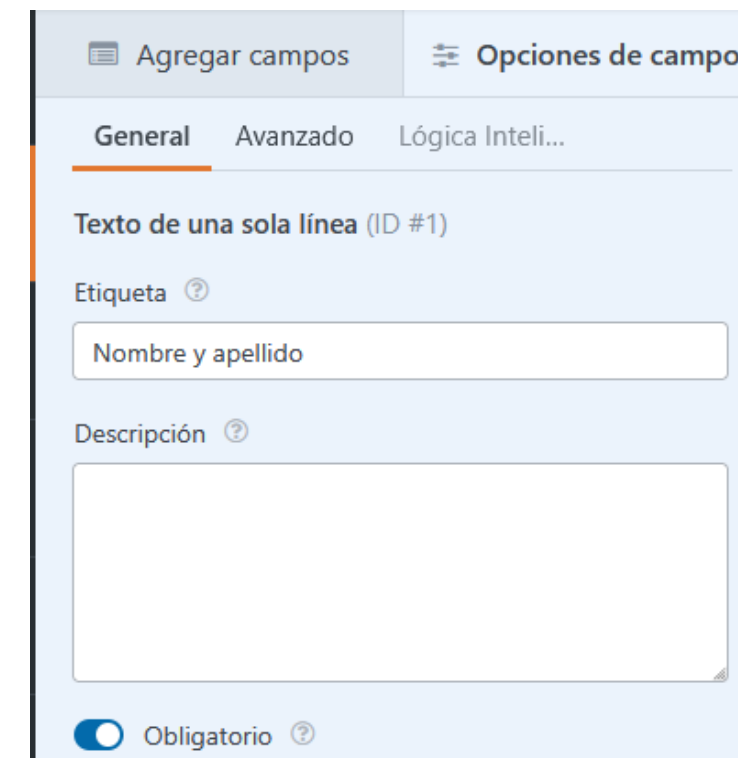 Agregar campos Opciones de campo
General Avanzado Lógica Inteli...
Texto de una sola línea (ID #1)
Etiqueta ?
Nombre y apellido
Descripción ?
Obligatorio ?